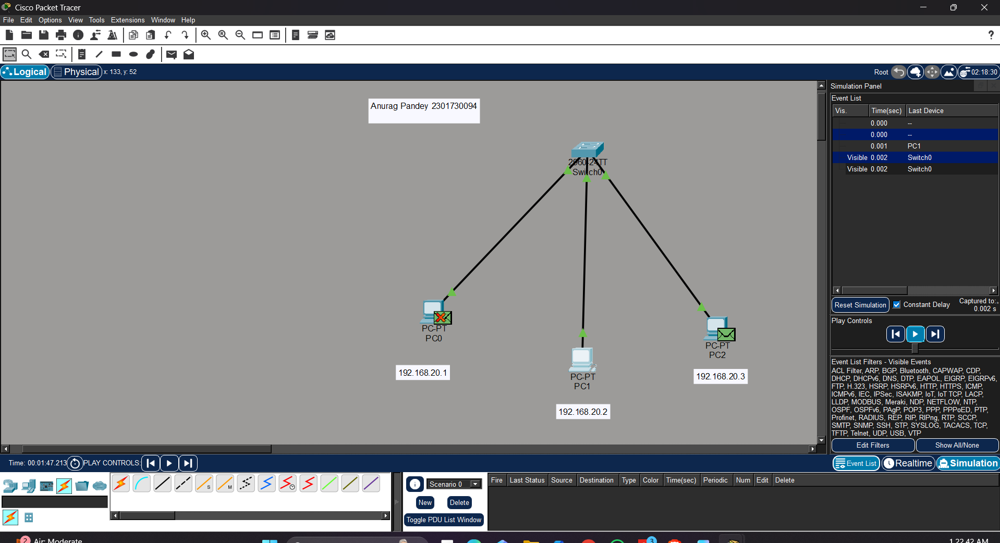 Cisco Packet Tracer
File Edit Options View Tools Extensions Window Help
?
Logical Physical x: 133, y: 52
Root 02:18:30
Anurag Pandey 2301730094
2960-24TT
Switch0
PC-PT
PC0
192.168.20.1
PC-PT
PC1
192.168.20.2
PC-PT
PC2
192.168.20.3
Simulation Panel
Event List
Vis. Time(sec) Last Device
0.000 --
0.000 --
0.001 PC1
Visible 0.002 Switch0
Visible 0.002 Switch0
Reset Simulation Constant Delay Captured to:
0.002 s
Play Controls
Event List Filters - Visible Events
ACL Filter, ARP, BGP, Bluetooth, CAPWAP, CDP,
DHCP, DHCPv6, DNS, DTP, EAPOL, EIGRP, EIGRPv6,
FTP, H.323, HSRP, HSRPv6, HTTP, HTTPS, ICMP,
ICMPv6, IEC, IPSec, ISAKMP, IoT, IoT TCP, LACP,
LLDP, MODBUS, Meraki, NDP, NETFLOW, NTP,
OSPF, OSPFv6, PAgP, POP3, PPP, PPPoED, PTP,
Profinet, RADIUS, REP, RIP, RIPng, RTP, SCCP,
SMTP, SNMP, SSH, STP, SYSLOG, TACACS, TCP,
TFTP, Telnet, UDP, USB, VTP
Edit Filters Show All/None
Time: 00:01:47.213 PLAY CONTROLS:
Event List Realtime Simulation
S M
Scenario 0
New Delete
Toggle PDU List Window
Fire Last Status Source Destination Type Color Time(sec) Periodic Num Edit Delete
2 Air: Moderate
3
1:22:42 AM